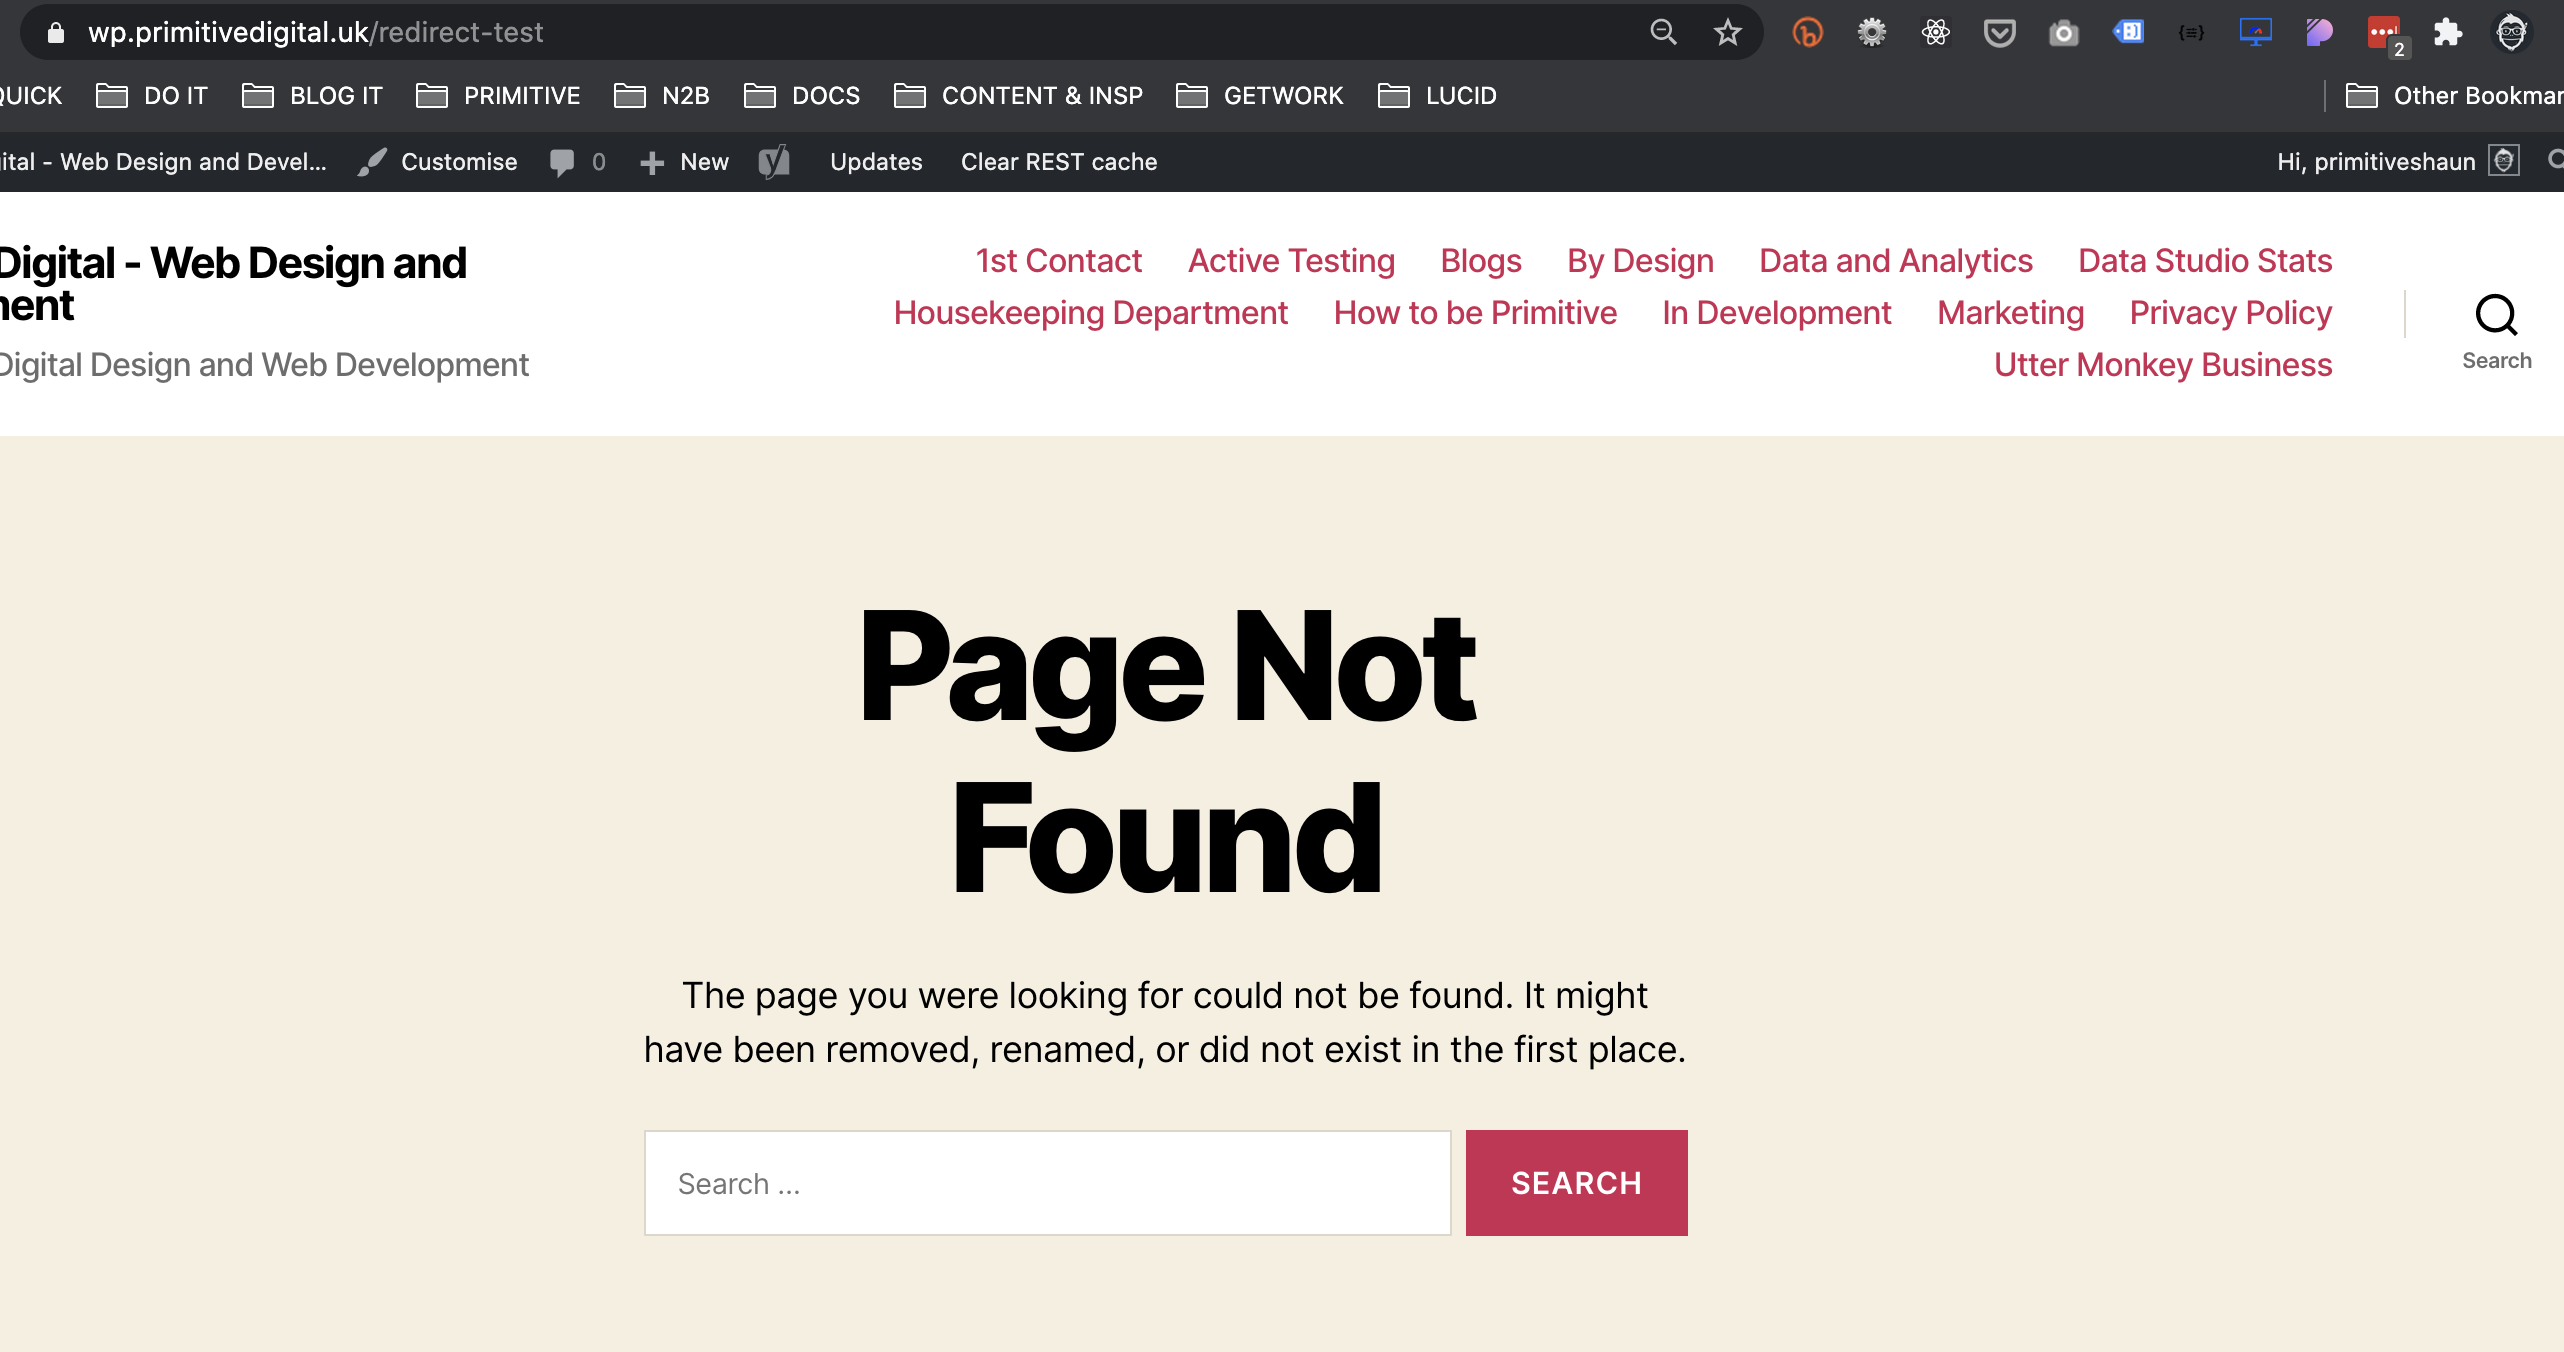 wp.primitivedigital.uk/redirect-test
2
QUICK DO IT BLOG IT PRIMITIVE N2B DOCS CONTENT & INSP GETWORK LUCID Other Bookmar
ital - Web Design and Devel... Customise 0 New Updates Clear REST cache Hi, primitiveshaun
Digital - Web Design and
ment
Digital Design and Web Development
1st Contact Active Testing Blogs By Design Data and Analytics Data Studio Stats
Housekeeping Department How to be Primitive In Development Marketing Privacy Policy
Utter Monkey Business
Search
Page Not
Found
The page you were looking for could not be found. It might
have been removed, renamed, or did not exist in the first place.
Search ...
SEARCH